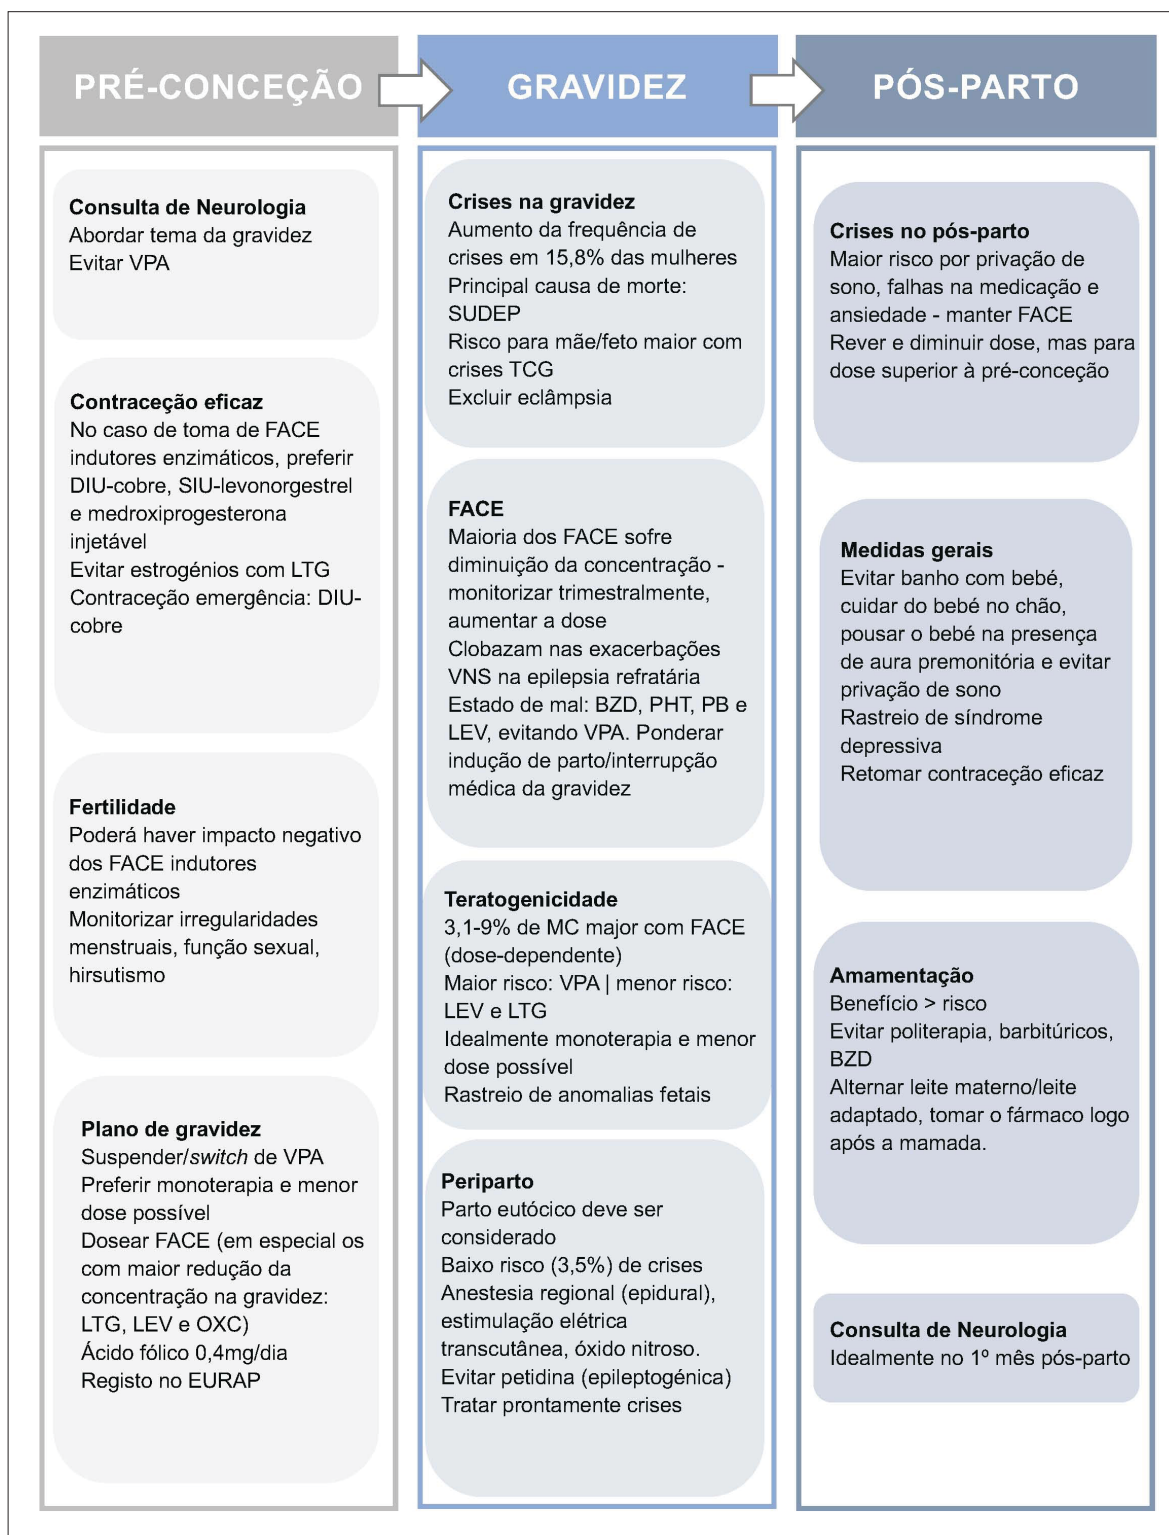 PRÉ-CONCEÇÃO
GRAVIDEZ
PÓS-PARTO
Consulta de Neurologia
Abordar tema da gravidez
Evitar VPA
Contraceção eficaz
No caso de toma de FACE
indutores enzimáticos, preferir
DIU-cobre, SIU-levonorgestrel
e medroxiprogesterona
injetável
Evitar estrogénios com LTG
Contraceção emergência: DIU-
cobre
Fertilidade
Poderá haver impacto negativo
dos FACE indutores
enzimáticos
Monitorizar irregularidades
menstruais, função sexual,
hirsutismo
Plano de gravidez
Suspender/switch de VPA
Preferir monoterapia e menor
dose possível
Dosear FACE (em especial os
com maior redução da
concentração na gravidez:
LTG, LEV e OXC)
Ácido fólico 0,4mg/dia
Registo no EURAP
Crises na gravidez
Aumento da frequência de
crises em 15,8% das mulheres
Principal causa de morte:
SUDEP
Risco para mãe/feto maior com
crises TCG
Excluir eclâmpsia
FACE
Maioria dos FACE sofre
diminuição da concentração -
monitorizar trimestralmente,
aumentar a dose
Clobazam nas exacerbações
VNS na epilepsia refratária
Estado de mal: BZD, PHT, PB e
LEV, evitando VPA. Ponderar
indução de parto/interrupção
médica da gravidez
Teratogenicidade
3,1-9% de MC major com FACE
(dose-dependente)
Maior risco: VPA | menor risco:
LEV e LTG
Idealmente monoterapia e menor
dose possível
Rastreio de anomalias fetais
Periparto
Parto eutócico deve ser
considerado
Baixo risco (3,5%) de crises
Anestesia regional (epidural),
estimulação elétrica
transcutânea, óxido nitroso.
Evitar petidina (epileptogénica)
Tratar prontamente crises
Crises no pós-parto
Maior risco por privação de
sono, falhas na medicação e
ansiedade - manter FACE
Rever e diminuir dose, mas para
dose superior à pré-conceção
Medidas gerais
Evitar banho com bebé,
cuidar do bebé no chão,
pousar o bebé na presença
de aura premonitória e evitar
privação de sono
Rastreio de síndrome
depressiva
Retomar contraceção eficaz
Amamentação
Benefício > risco
Evitar politerapia, barbitúricos,
BZD
Alternar leite materno/leite
adaptado, tomar o fármaco logo
após a mamada.
Consulta de Neurologia
Idealmente no 1º mês pós-parto